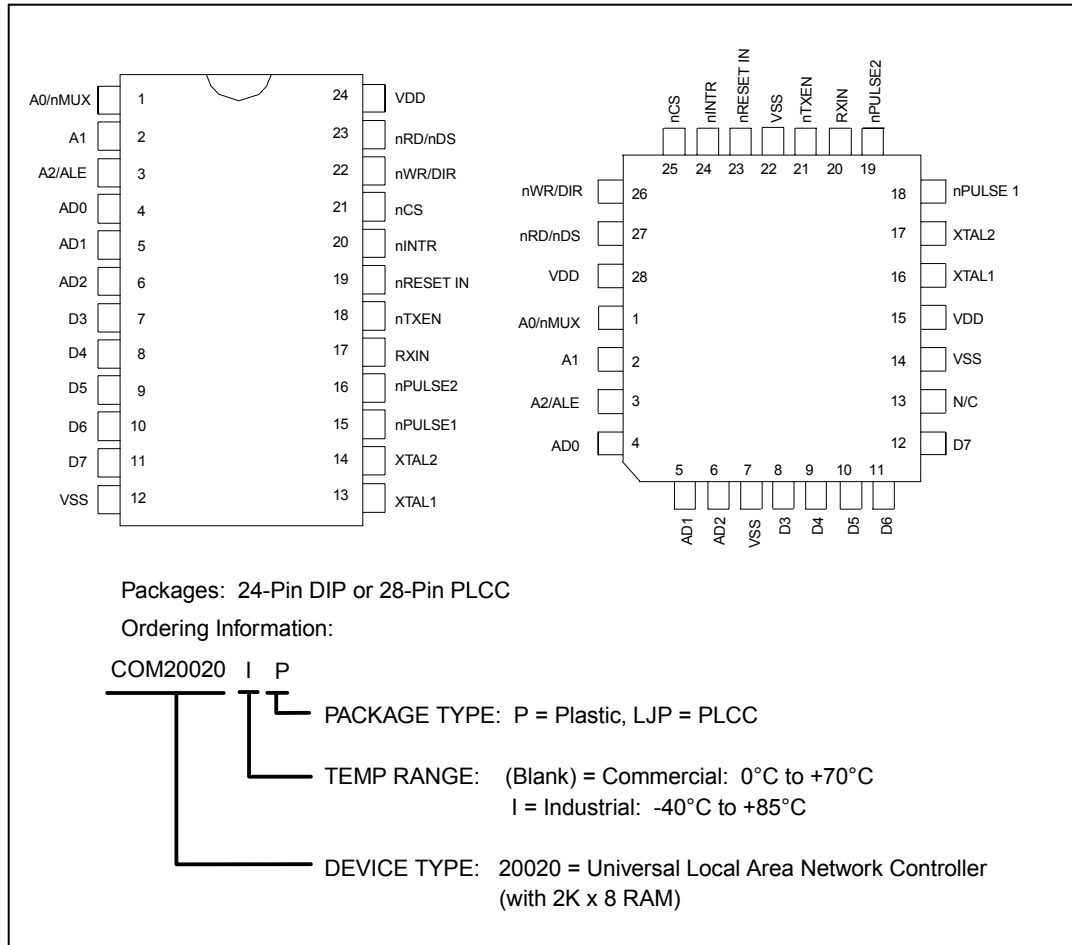 A0/nMUX 1 24 VDD
A1 2 23 nRD/nDS
A2/ALE 3 22 nWR/DIR
AD0 4 21 nCS
AD1 5 20 nINTR
AD2 6 19 nRESET IN
D3 7 18 nTXEN
D4 8 17 RXIN
D5 9 16 nPULSE2
D6 10 15 nPULSE1
D7 11 14 XTAL2
VSS 12 13 XTAL1
nCS nINTR nRESET IN VSS nTXEN RXIN nPULSE2
25 24 23 22 21 20 19
nWR/DIR 26 18 nPULSE 1
nRD/nDS 27 17 XTAL2
VDD 28 16 XTAL1
A0/nMUX 1 15 VDD
A1 2 14 VSS
A2/ALE 3 13 N/C
AD0 4 12 D7
5 6 7 8 9 10 11
AD1 AD2 VSS D3 D4 D5 D6
Packages: 24-Pin DIP or 28-Pin PLCC
Ordering Information:
COM20020 I P
PACKAGE TYPE: P = Plastic, LJP = PLCC
TEMP RANGE: (Blank) = Commercial: 0°C to +70°C
I = Industrial: -40°C to +85°C
DEVICE TYPE: 20020 = Universal Local Area Network Controller
(with 2K x 8 RAM)